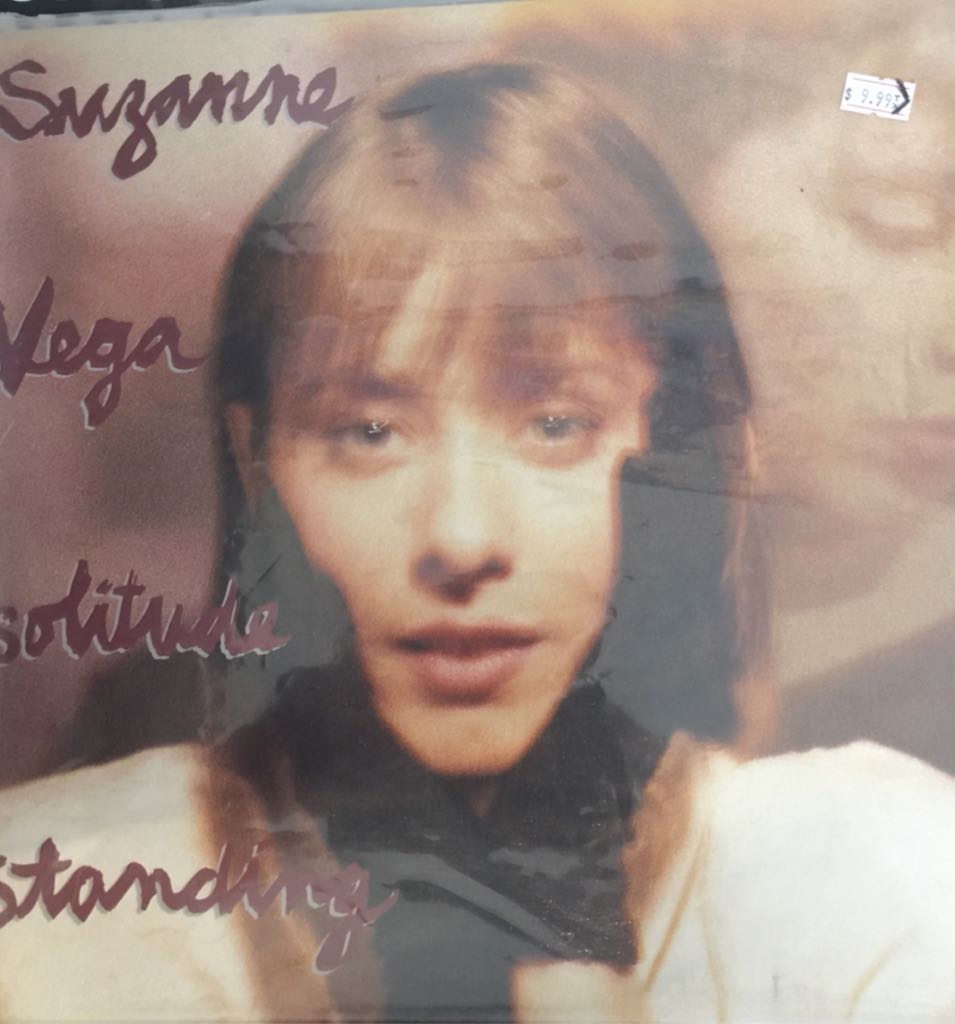 Suzanne
$ 9.99
Vega
solitude
standing